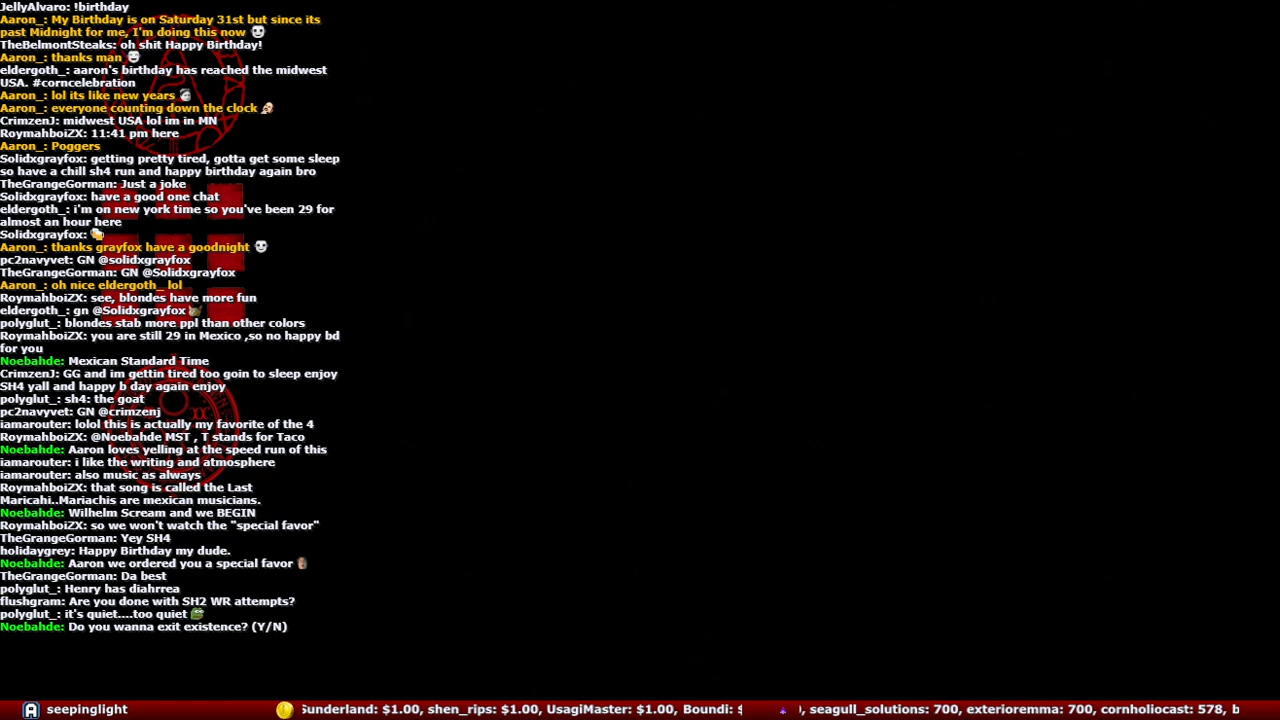 JellyAlvaro: !birthday
Aaron_: My Birthday is on Saturday 31st but since its
past Midnight for me, I'm doing this now
TheBelmontSteaks: oh shit Happy Birthday!
Aaron_: thanks man
eldergoth_: aaron's birthday has reached the midwest
USA. #corncelebration
Aaron_: lol its like new years
Aaron_: everyone counting down the clock
CrimzenJ: midwest USA lol im in MN
RoymahboiZX: 11:41 pm here
Aaron_: Poggers
Solidxgrayfox: getting pretty tired, gotta get some sleep
so have a chill sh4 run and happy birthday again bro
TheGrangeGorman: Just a joke
Solidxgrayfox: have a good one chat
eldergoth_: i'm on new york time so you've been 29 for
almost an hour here
Solidxgrayfox:
Aaron_: thanks grayfox have a goodnight
pc2navyvet: GN @solidxgrayfox
TheGrangeGorman: GN @Solidxgrayfox
Aaron_: oh nice eldergoth_ lol
RoymahboiZX: see, blondes have more fun
eldergoth_: gn @Solidxgrayfox
polyglut_: blondes stab more ppl than other colors
RoymahboiZX: you are still 29 in Mexico ,so no happy bd
for you
Noebahde: Mexican Standard Time
CrimzenJ: GG and im gettin tired too goin to sleep enjoy
SH4 yall and happy b day again enjoy
polyglut_: sh4: the goat
pc2navyvet: GN @crimzenj
iamarouter: lolol this is actually my favorite of the 4
RoymahboiZX: @Noebahde MST , T stands for Taco
Noebahde: Aaron loves yelling at the speed run of this
iamarouter: i like the writing and atmosphere
iamarouter: also music as always
RoymahboiZX: that song is called the Last
Maricahi..Mariachis are mexican musicians.
Noebahde: Wilhelm Scream and we BEGIN
RoymahboiZX: so we won't watch the "special favor"
TheGrangeGorman: Yey SH4
holidaygrey: Happy Birthday my dude.
Noebahde: Aaron we ordered you a special favor
TheGrangeGorman: Da best
polyglut_: Henry has diahrrea
flushgram: Are you done with SH2 WR attempts?
polyglut_: it's quiet....too quiet
Noebahde: Do you wanna exit existence? (Y/N)
A seepinglight
Sunderland: $1.00, shen_rips: $1.00, UsagiMaster: $1.00, Boundi: $
), seagull_solutions: 700, exterioremma: 700, cornholiocast: 578, b